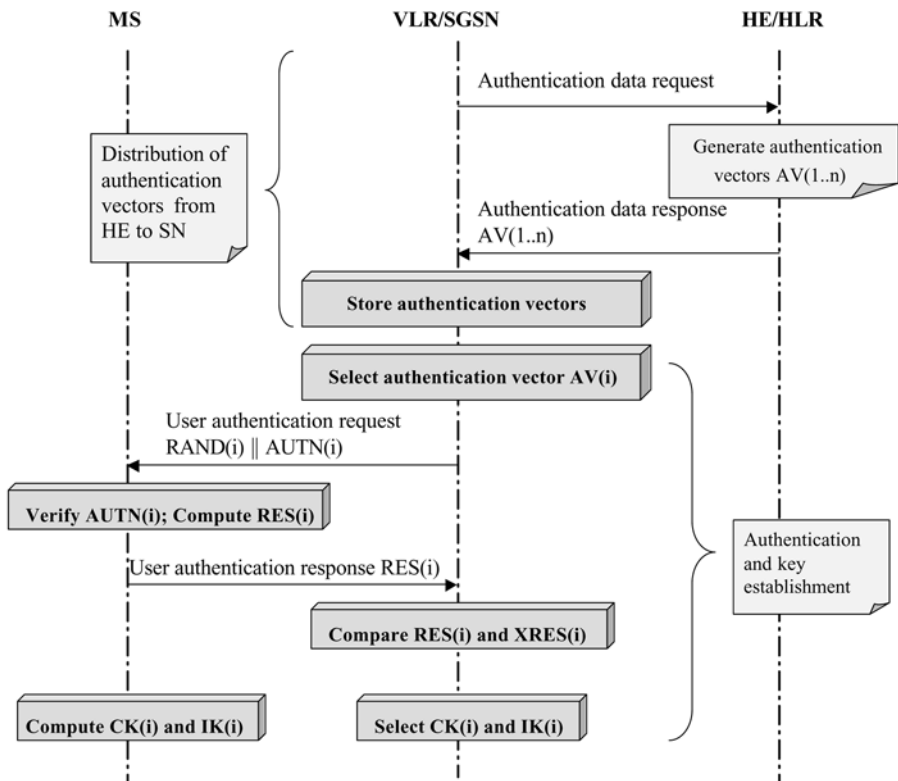 MS
VLR/SGSN
HE/HLR
Authentication data request
Distribution of
authentication
vectors from
HE to SN
Generate authentication
vectors AV(1..n)
Authentication data response
AV(1..n)
Store authentication vectors
Select authentication vector AV(i)
User authentication request
RAND(i) || AUTN(i)
Verify AUTN(i); Compute RES(i)
User authentication response RES(i)
Authentication
and key
establishment
Compare RES(i) and XRES(i)
Compute CK(i) and IK(i)
Select CK(i) and IK(i)